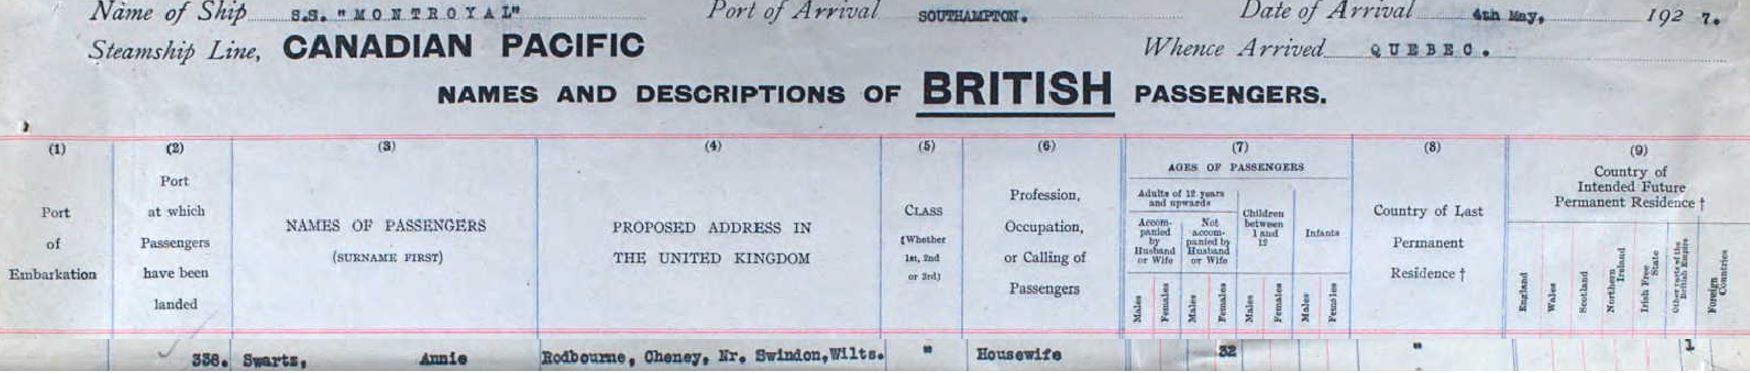 Name of Ship S.S. "MONTROYAL" Port of Arrival SOUTHAMPTON. Date of Arrival 4th May, 192 7.
Steamship Line, CANADIAN PACIFIC Whence Arrived QUEBEC.
NAMES AND DESCRIPTIONS OF BRITISH PASSENGERS.
(1) (2) (3) (4) (5) (6) (7) (8) (9)
Port
of
Embarkation
Port
at which
Passengers
have been
landed
NAMES OF PASSENGERS
(SURNAME FIRST)
PROPOSED ADDRESS IN
THE UNITED KINGDOM
CLASS
(Whether
1st, 2nd
or 3rd)
Profession,
Occupation,
or Calling of
Passengers
AGES OF PASSENGERS
Adults of 12 years
and upwards
Accom-
panied
by
Husband
or Wife
Not
accom-
panied by
Husband
or Wife
Children
between
1 and
12
Infants
Males
Females
Males
Females
Males
Females
Males
Females
Country of Last
Permanent
Residence †
Country of
Intended Future
Permanent Residence †
England
Wales
Scotland
Northern
Ireland
Irish Free
State
Other parts of the
British Empire
Foreign
Countries
338. Swartz, Annie Rodbourne, Cheney, Nr. Swindon, Wilts. " Housewife 32 " 1